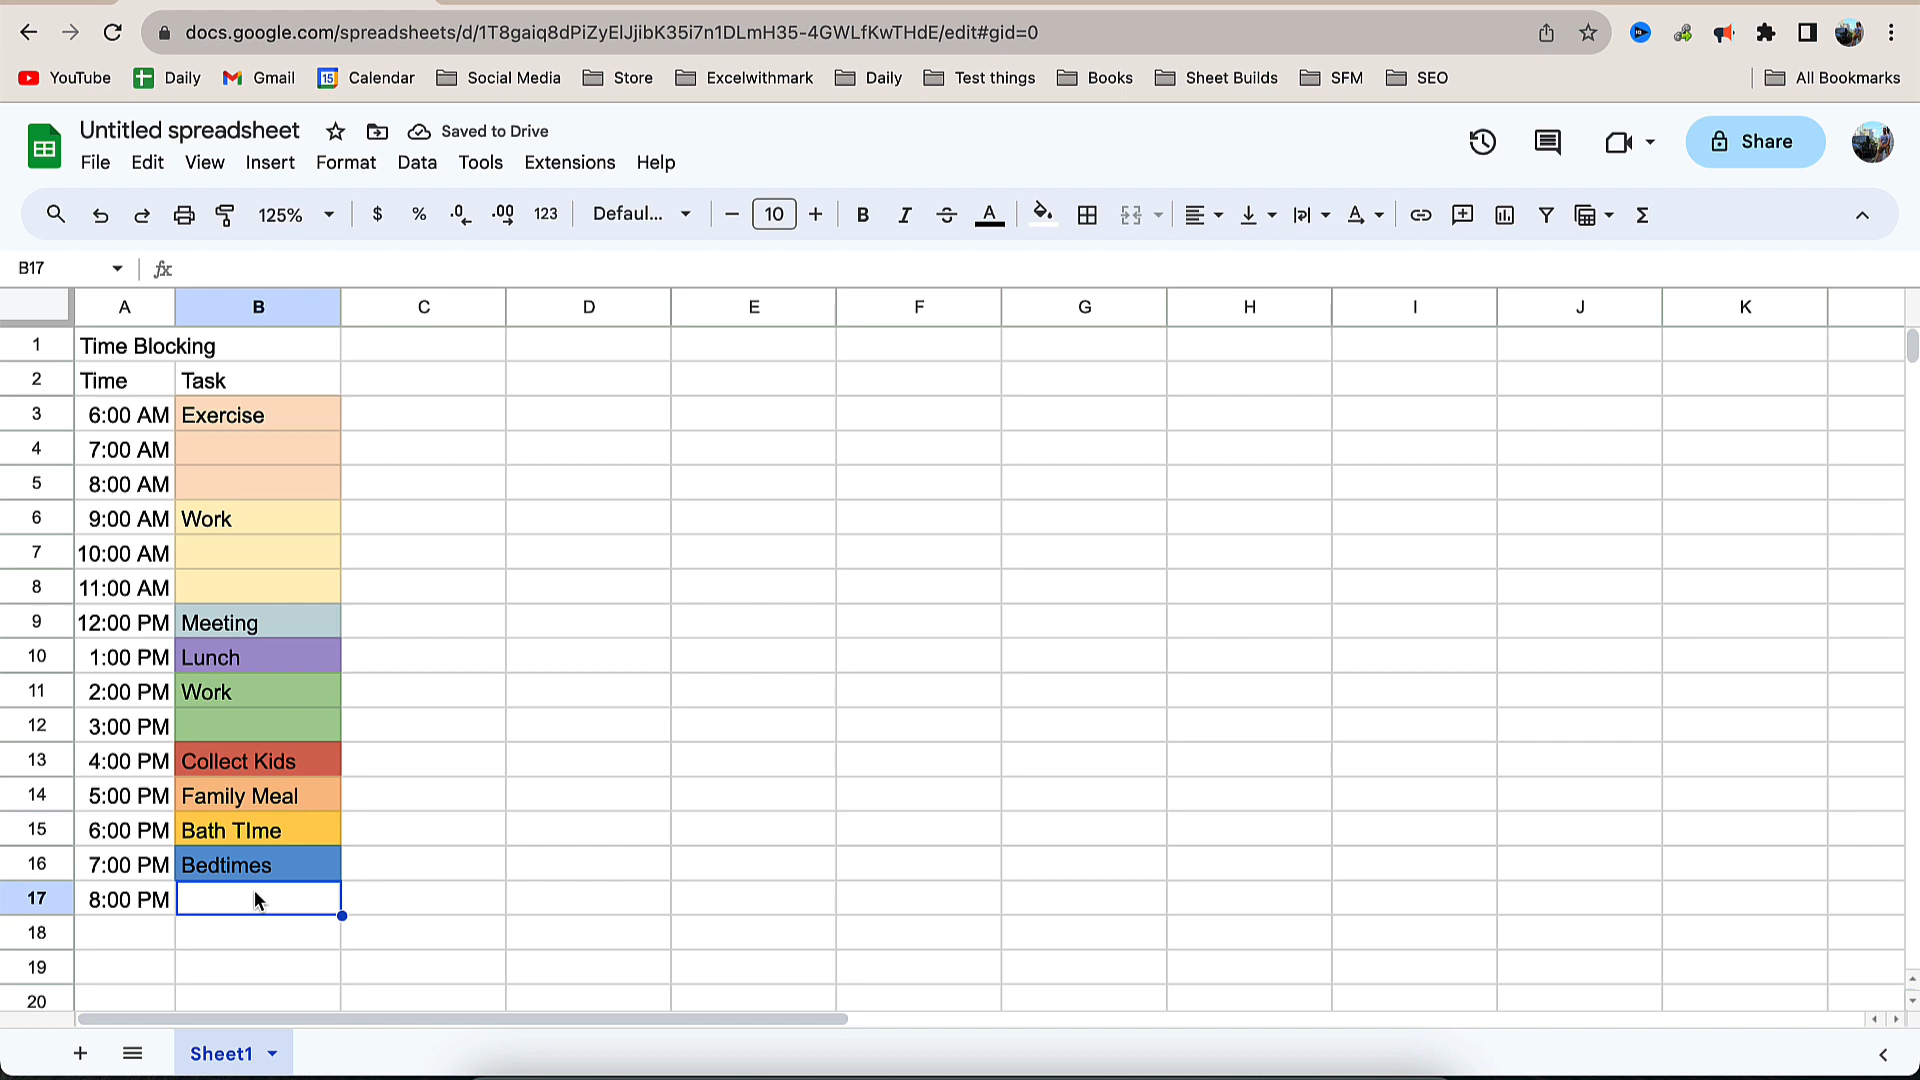 docs.google.com/spreadsheets/d/1T8gaiq8dPiZyElJjibK35i7n1DLmH35-4GWLfKwTHdE/edit#gid=0
YouTube Daily Gmail 15 Calendar Social Media Store Excelwithmark Daily Test things Books Sheet Builds SFM SEO All Bookmarks
Untitled spreadsheet Saved to Drive
File Edit View Insert Format Data Tools Extensions Help
Share
125% $ % .0 .00 123 Defaul... − 10 + B I S A Σ
B17 fx
A B C D E F G H I J K
1 Time Blocking
2 Time Task
3 6:00 AM Exercise
4 7:00 AM
5 8:00 AM
6 9:00 AM Work
7 10:00 AM
8 11:00 AM
9 12:00 PM Meeting
10 1:00 PM Lunch
11 2:00 PM Work
12 3:00 PM
13 4:00 PM Collect Kids
14 5:00 PM Family Meal
15 6:00 PM Bath TIme
16 7:00 PM Bedtimes
17 8:00 PM
18
19
20
+ Sheet1